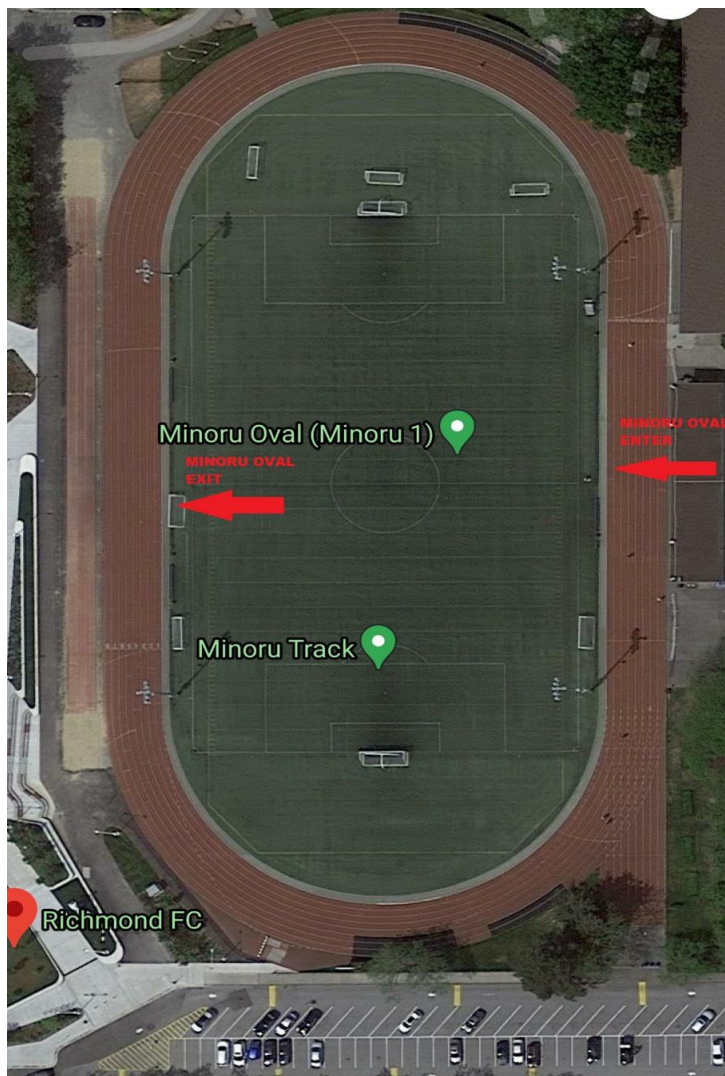 Minoru Oval (Minoru 1)
MINORU OVAL
ENTER
MINORU OVAL
EXIT
Minoru Track
Richmond FC